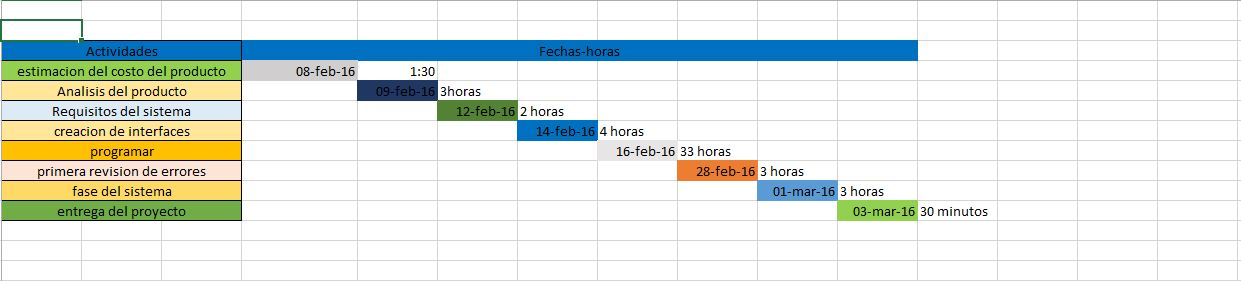 Actividades Fechas-horas
estimacion del costo del producto 08-feb-16 1:30
Analisis del producto 09-feb-16 3horas
Requisitos del sistema 12-feb-16 2 horas
creacion de interfaces 14-feb-16 4 horas
programar 16-feb-16 33 horas
primera revision de errores 28-feb-16 3 horas
fase del sistema 01-mar-16 3 horas
entrega del proyecto 03-mar-16 30 minutos